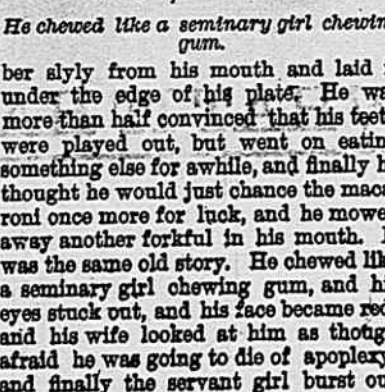 He chewed like a seminary girl chewin
gum.
ber slyly from his mouth and laid
under the edge of his plate. He wa
more than half convinced that his teet
were played out, but went on eatin
something else for awhile, and finally h
thought he would just chance the maca
roni once more for luck, and he mowe
away another forkful in his mouth.
was the same old story. He chewed lik
a seminary girl chewing gum, and hi
eyes stuck out, and his face became red
and his wife looked at him as thoug
afraid he was going to die of apoplexy
and finally the servant girl burst ou